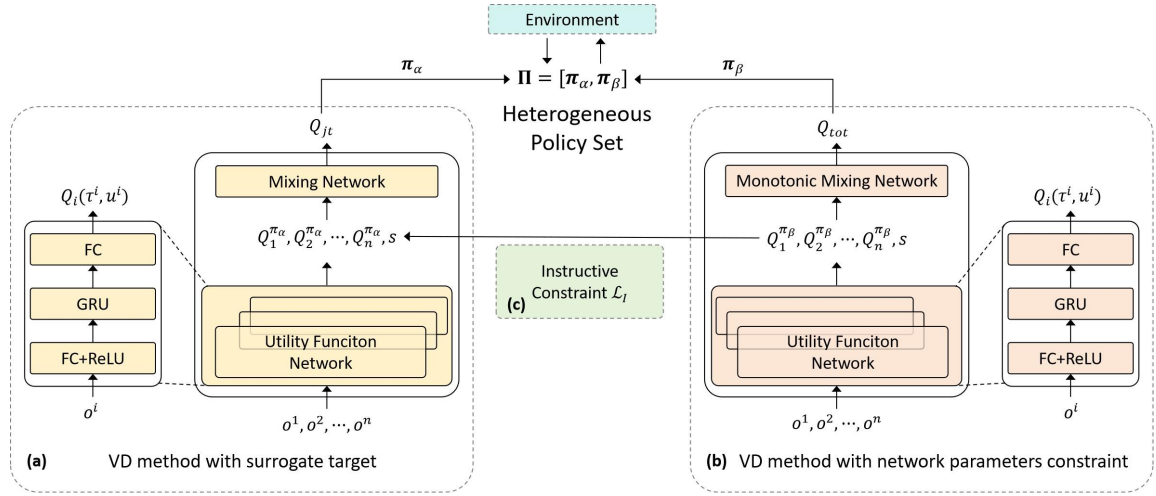 Environment
π_α
Π = [π_α, π_β]
π_β
Heterogeneous
Policy Set
Q_jt
Mixing Network
Q_i(τ^i, u^i)
FC
GRU
FC+ReLU
o^i
Q_1^{π_α}, Q_2^{π_α}, ⋯, Q_n^{π_α}, s
Utility Funciton
Network
o^1, o^2, ⋯, o^n
(a) VD method with surrogate target
Instructive
Constraint ℒ_I
(c)
Q_tot
Monotonic Mixing Network
Q_1^{π_β}, Q_2^{π_β}, ⋯, Q_n^{π_β}, s
Utility Funciton
Network
o^1, o^2, ⋯, o^n
Q_i(τ^i, u^i)
FC
GRU
FC+ReLU
o^i
(b) VD method with network parameters constraint